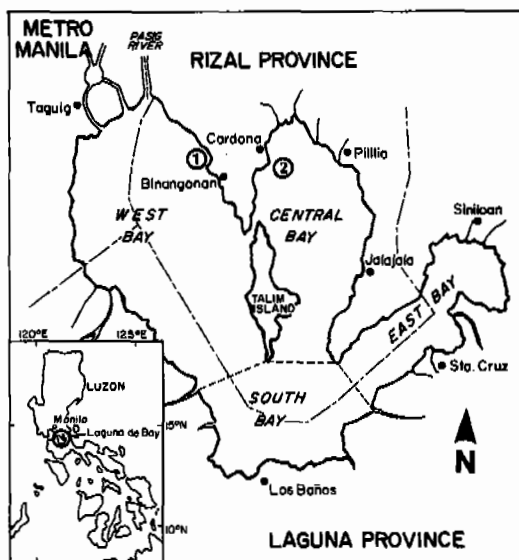 METRO
MANILA
PASIG
RIVER
RIZAL PROVINCE
Taguig
Cardona
1
2
Pililla
Binangonan
Siniloan
WEST
BAY
CENTRAL
BAY
Jalajala
TALIM
ISLAND
EAST BAY
120°E
125°E
Sta. Cruz
LUZON
SOUTH
BAY
Manila
Laguna de Bay
15°N
N
Los Baños
10°N
LAGUNA PROVINCE